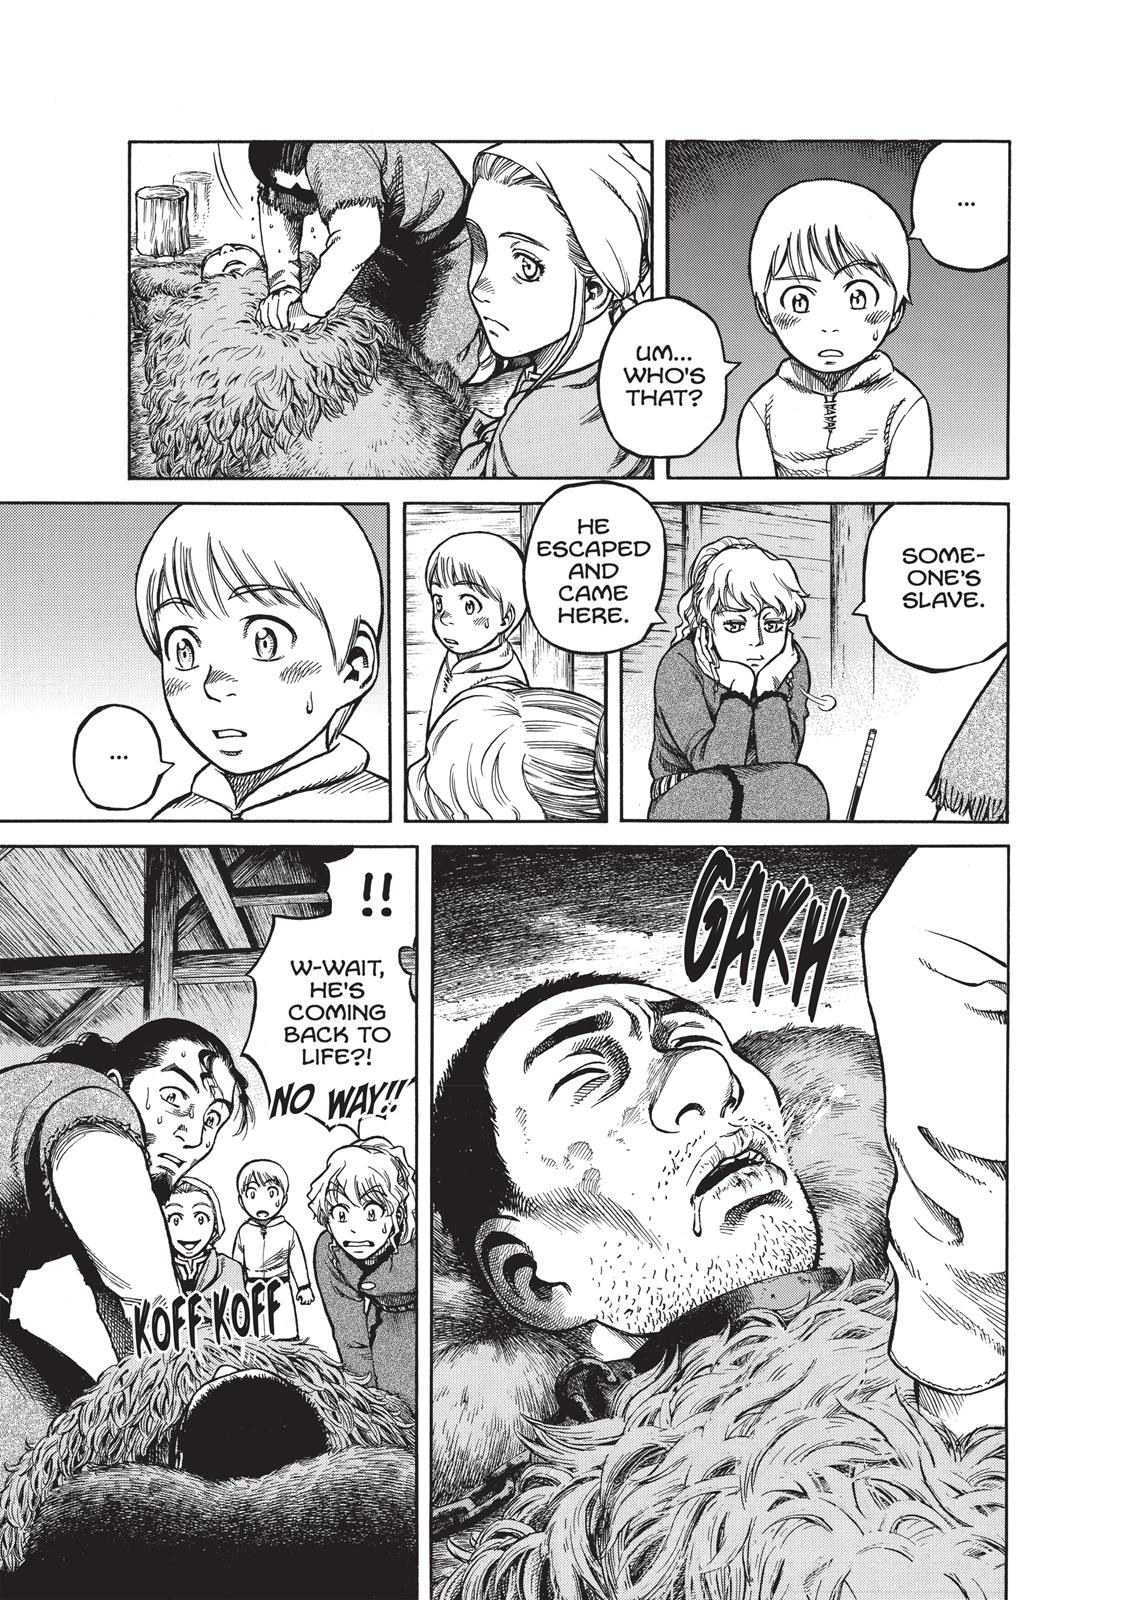 ...
UM...
WHO'S
THAT?
SOME-
ONE'S
SLAVE.
HE
ESCAPED
AND
CAME
HERE.
...
GAKH
!!
W-WAIT,
HE'S
COMING
BACK TO
LIFE?!
NO WAY!!
KOFF KOFF